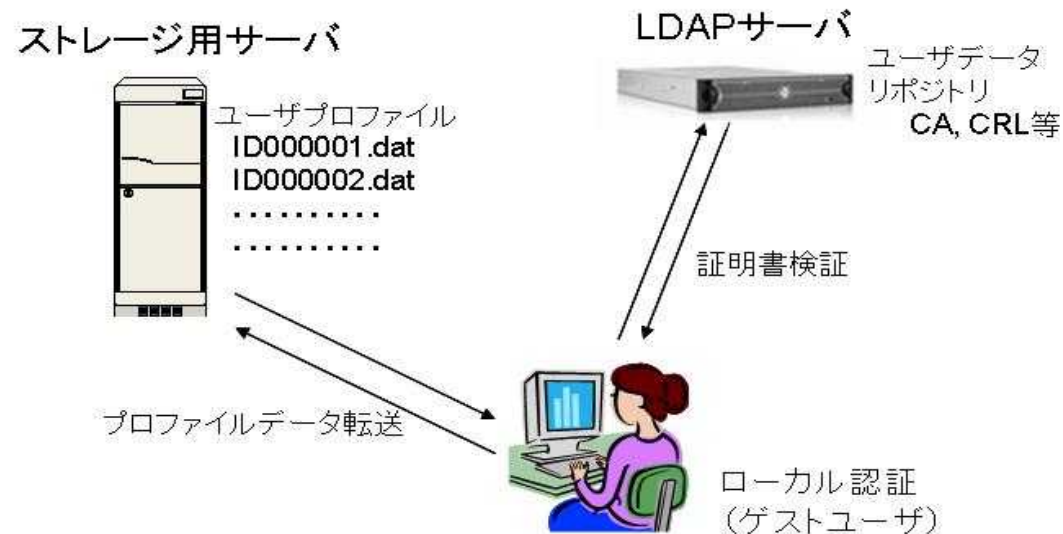 ストレージ用サーバ
ユーザプロファイル
ID000001.dat
ID000002.dat
・・・・・・・・・・
・・・・・・・・・・
プロファイルデータ転送
LDAPサーバ
ユーザデータ
リポジトリ
CA, CRL等
証明書検証
ローカル認証
(ゲストユーザ)